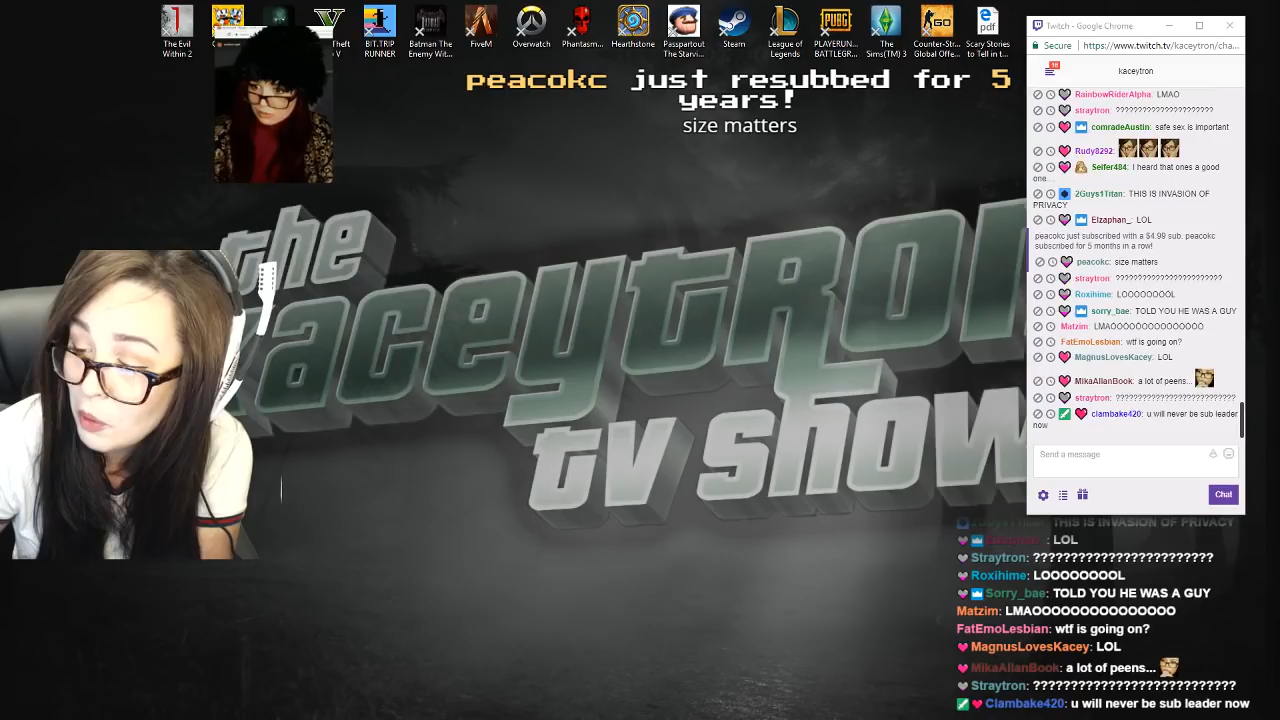 The Evil
Within 2
Theft
V
BIT.TRIP
RUNNER
Batman The
Enemy Wit...
FiveM
Overwatch
Phantasm...
Hearthstone
Passpartout
The Starvi...
Steam
League of
Legends
PUBG
PLAYERUN...
BATTLEGR...
The
Sims(TM) 3
GO
Counter-Str...
Global Offe...
pdf
Scary Stories
to Tell in t...
peacokc just resubbed for 5
years!
size matters
the
kaceytron
tv show
Twitch - Google Chrome
Secure https://www.twitch.tv/kaceytron/cha...
18
kaceytron
RainbowRiderAlpha: LMAO
straytron: ??????????????????????
comradeAustin: safe sex is important
Rudy8292:
Seifer484: I heard that ones a good
one...
2Guys1Titan: THIS IS INVASION OF
PRIVACY
Elzaphan_: LOL
peacokc just subscribed with a $4.99 sub. peacokc
subscribed for 5 months in a row!
peacokc: size matters
straytron: ????????????????????????
Roxihime: LOOOOOOOOL
sorry_bae: TOLD YOU HE WAS A GUY
Matzim: LMAOOOOOOOOOOOOOOO
FatEmoLesbian: wtf is going on?
MagnusLovesKacey: LOL
MikaAllanBook: a lot of peens...
straytron: ???????????????????????????
clambake420: u will never be sub leader
now
Send a message
Chat
2Guys1Titan: THIS IS INVASION OF PRIVACY
Elzaphan_: LOL
Straytron: ????????????????????????
Roxihime: LOOOOOOOOL
Sorry_bae: TOLD YOU HE WAS A GUY
Matzim: LMAOOOOOOOOOOOOOOO
FatEmoLesbian: wtf is going on?
MagnusLovesKacey: LOL
MikaAllanBook: a lot of peens...
Straytron: ???????????????????????????
Clambake420: u will never be sub leader now